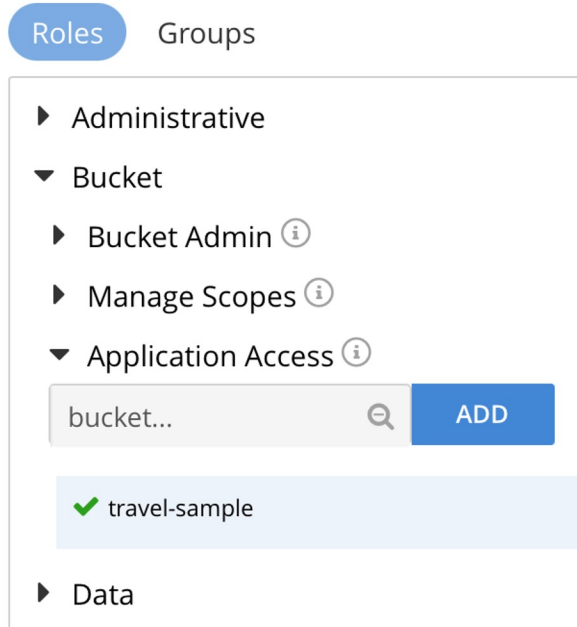 Roles Groups
Administrative
Bucket
Bucket Admin
Manage Scopes
Application Access
bucket... ADD
travel-sample
Data